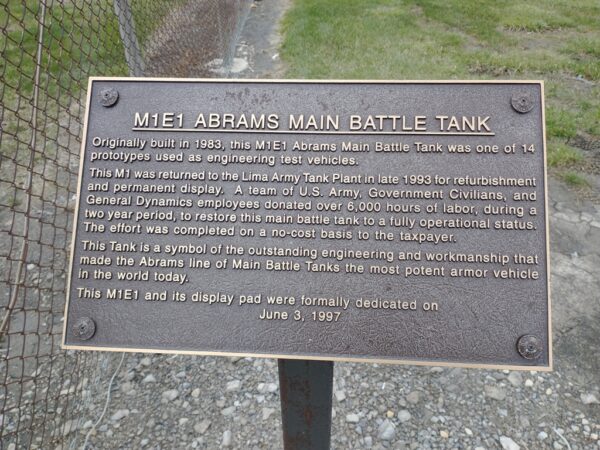 M1E1 ABRAMS MAIN BATTLE TANK
Originally built in 1983, this M1E1 Abrams Main Battle Tank was one of 14
prototypes used as engineering test vehicles.
This M1 was returned to the Lima Army Tank Plant in late 1993 for refurbishment
and permanent display. A team of U.S. Army, Government Civilians, and
General Dynamics employees donated over 6,000 hours of labor, during a
two year period, to restore this main battle tank to a fully operational status.
The effort was completed on a no-cost basis to the taxpayer.
This Tank is a symbol of the outstanding engineering and workmanship that
made the Abrams line of Main Battle Tanks the most potent armor vehicle
in the world today.
This M1E1 and its display pad were formally dedicated on
June 3, 1997